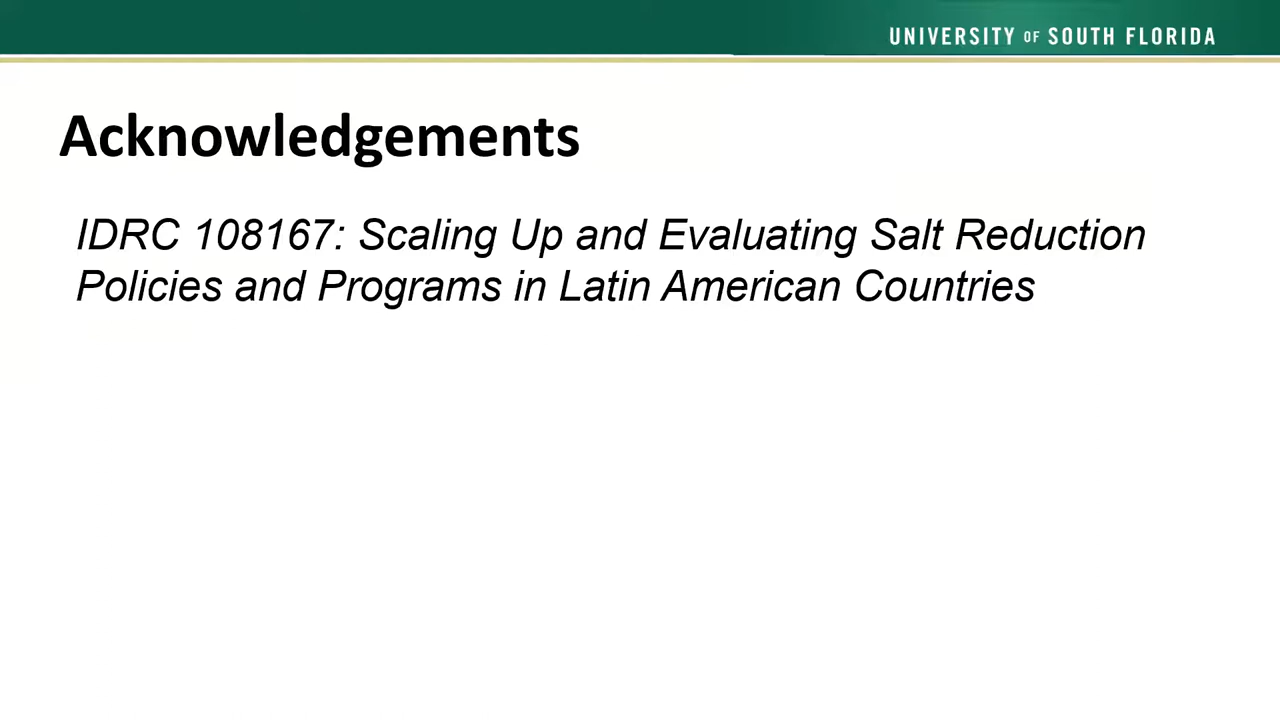 UNIVERSITY OF SOUTH FLORIDA
Acknowledgements
IDRC 108167: Scaling Up and Evaluating Salt Reduction
Policies and Programs in Latin American Countries